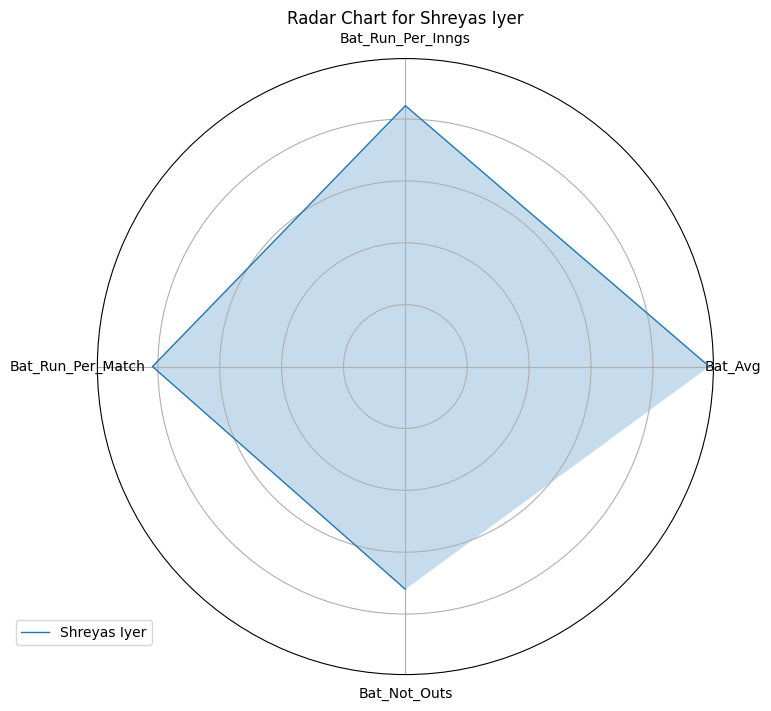 Radar Chart for Shreyas Iyer
Bat_Run_Per_Inngs
Bat_Run_Per_Match
Bat_Avg
Shreyas Iyer
Bat_Not_Outs